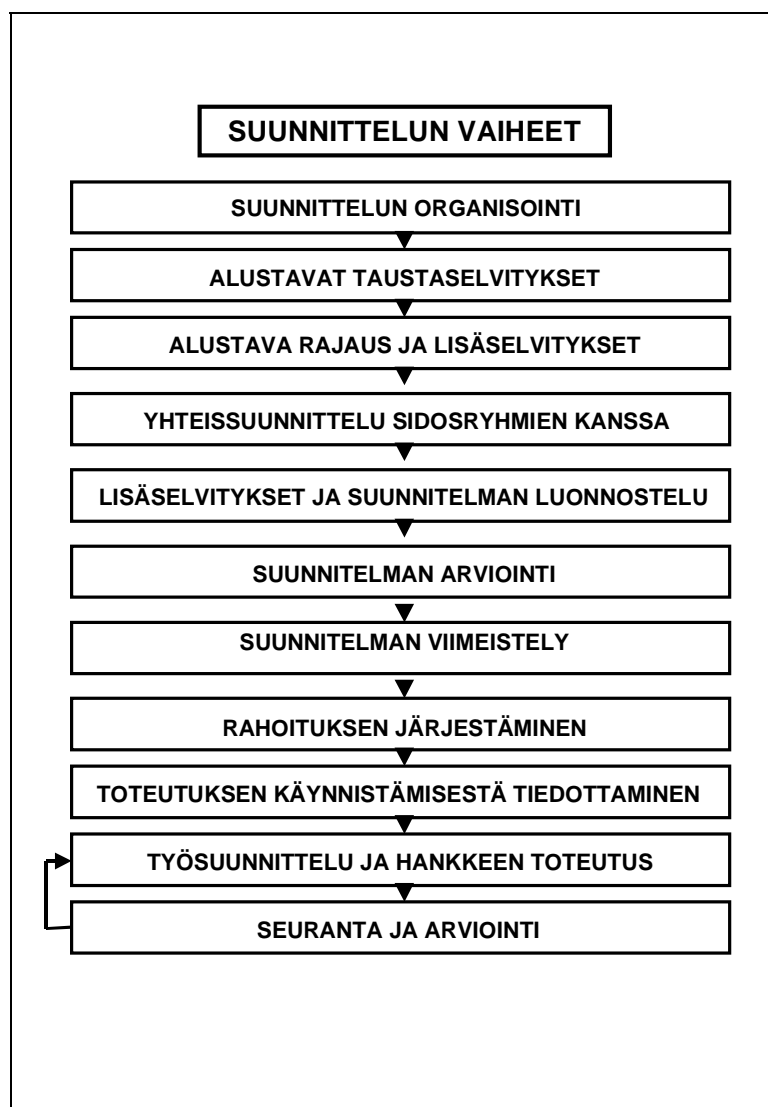 SUUNNITTELUN VAIHEET
SUUNNITTELUN ORGANISOINTI
ALUSTAVAT TAUSTASELVITYKSET
ALUSTAVA RAJAUS JA LISÄSELVITYKSET
YHTEISSUUNNITTELU SIDOSRYHMIEN KANSSA
LISÄSELVITYKSET JA SUUNNITELMAN LUONNOSTELU
SUUNNITELMAN ARVIOINTI
SUUNNITELMAN VIIMEISTELY
RAHOITUKSEN JÄRJESTÄMINEN
TOTEUTUKSEN KÄYNNISTÄMISESTÄ TIEDOTTAMINEN
TYÖSUUNNITTELU JA HANKKEEN TOTEUTUS
SEURANTA JA ARVIOINTI